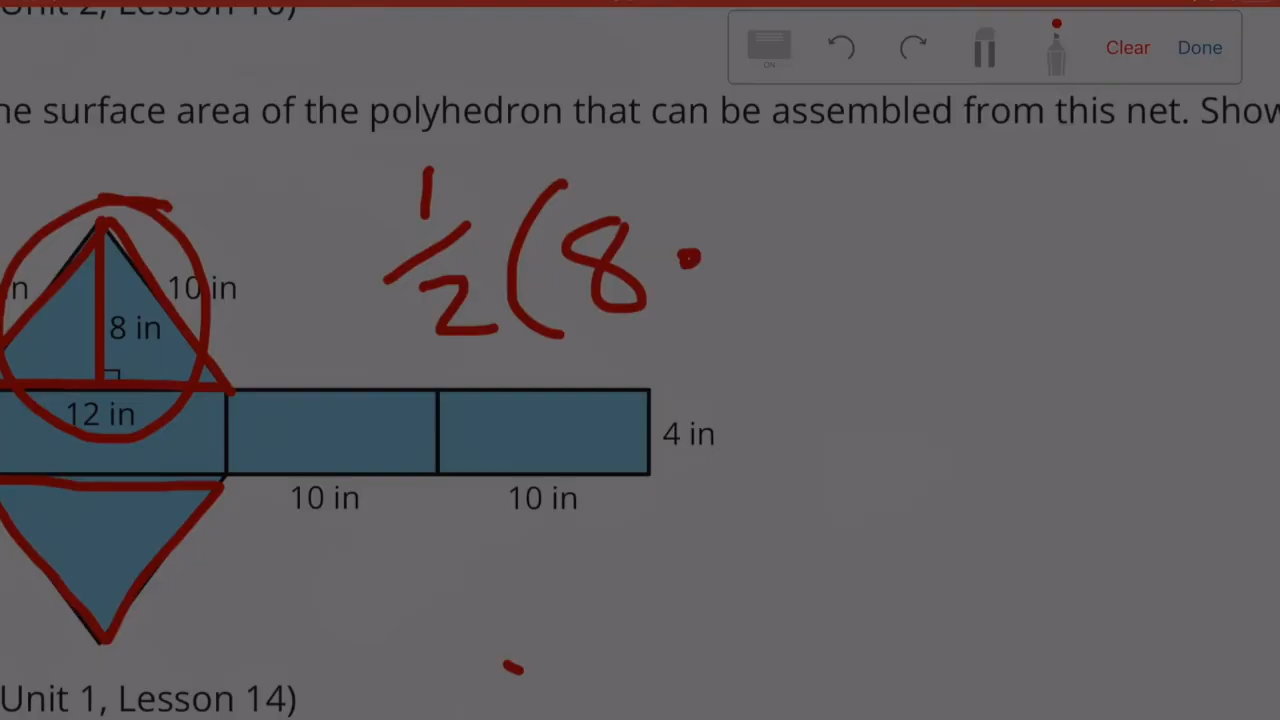 Unit 2, Lesson 10)
ON
Clear
Done
he surface area of the polyhedron that can be assembled from this net. Show
1/2 (8 •
n
10 in
8 in
12 in
4 in
10 in
10 in
Unit 1, Lesson 14)